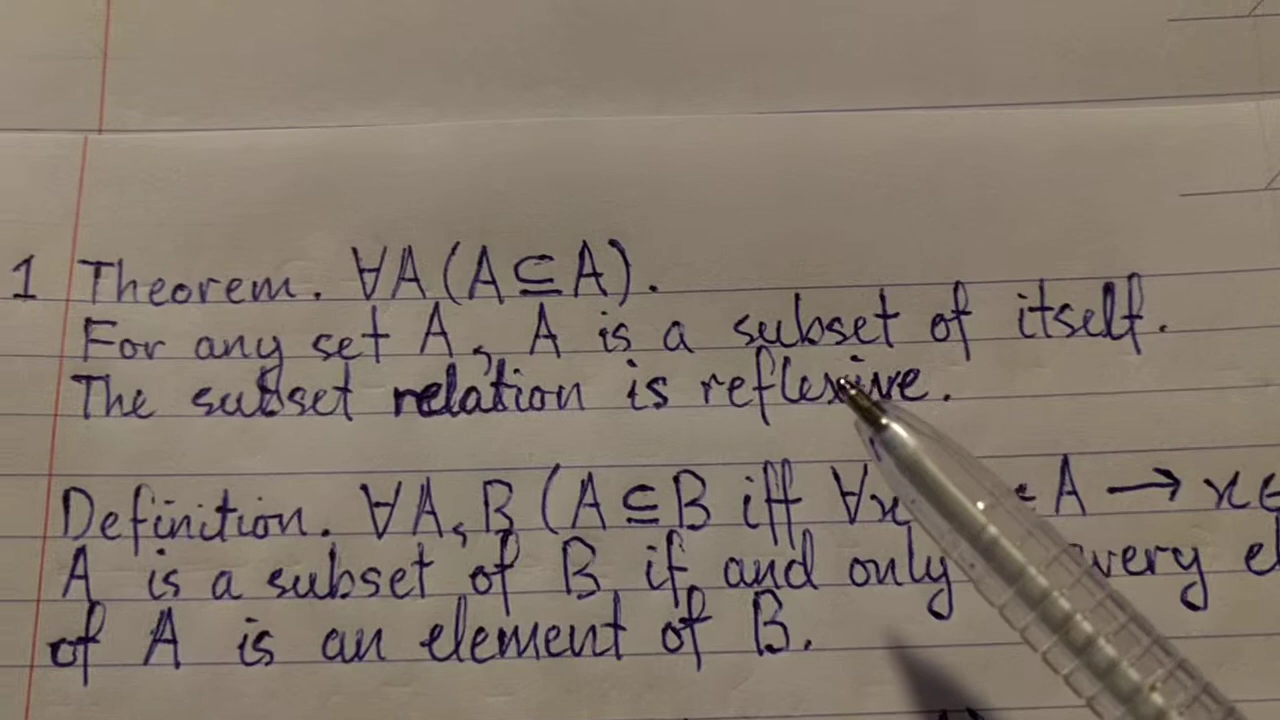 1 Theorem. ∀A(A⊆A).
For any set A, A is a subset of itself.
The subset relation is reflexive.
Definition. ∀A,B (A⊆B iff ∀x A → x∈
A is a subset of B if and only
of A is an element of B.